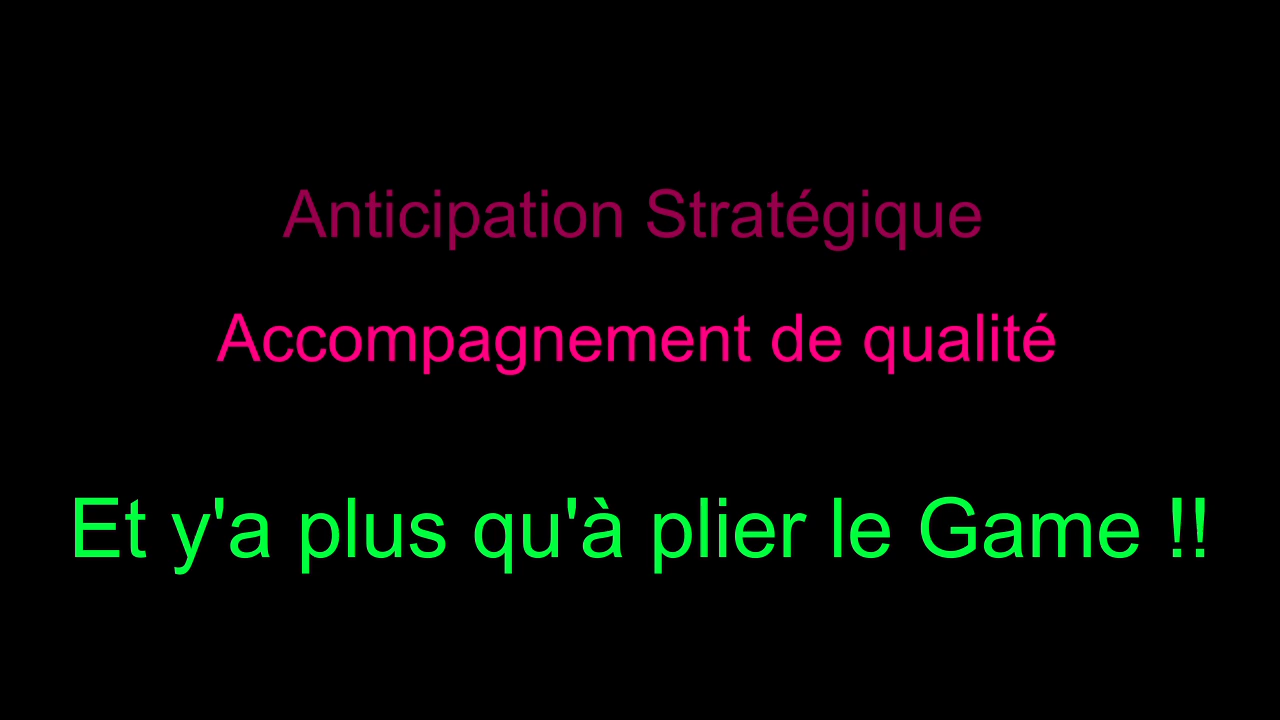 Anticipation Stratégique
Accompagnement de qualité
Et y'a plus qu'à plier le Game !!